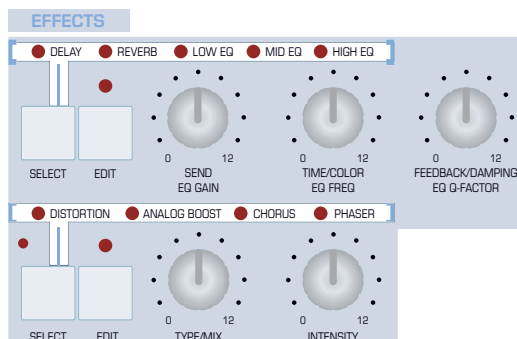 EFFECTS
DELAY REVERB LOW EQ MID EQ HIGH EQ
0 12 0 12 0 12
SELECT EDIT SEND TIME/COLOR FEEDBACK/DAMPING
EQ GAIN EQ FREQ EQ Q-FACTOR
DISTORTION ANALOG BOOST CHORUS PHASER
0 12 0 12
SELECT EDIT TYPE/MIX INTENSITY